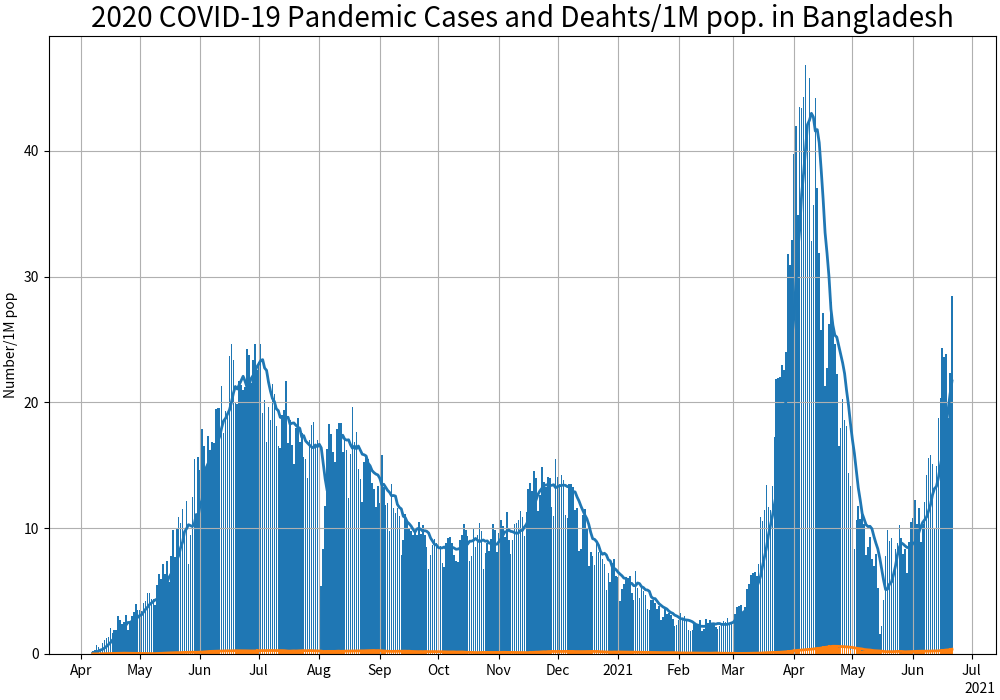 2020 COVID-19 Pandemic Cases and Deahts/1M pop. in Bangladesh
Number/1M pop
40
30
20
10
0
Apr May Jun Jul Aug Sep Oct Nov Dec 2021 Feb Mar Apr May Jun Jul
2021